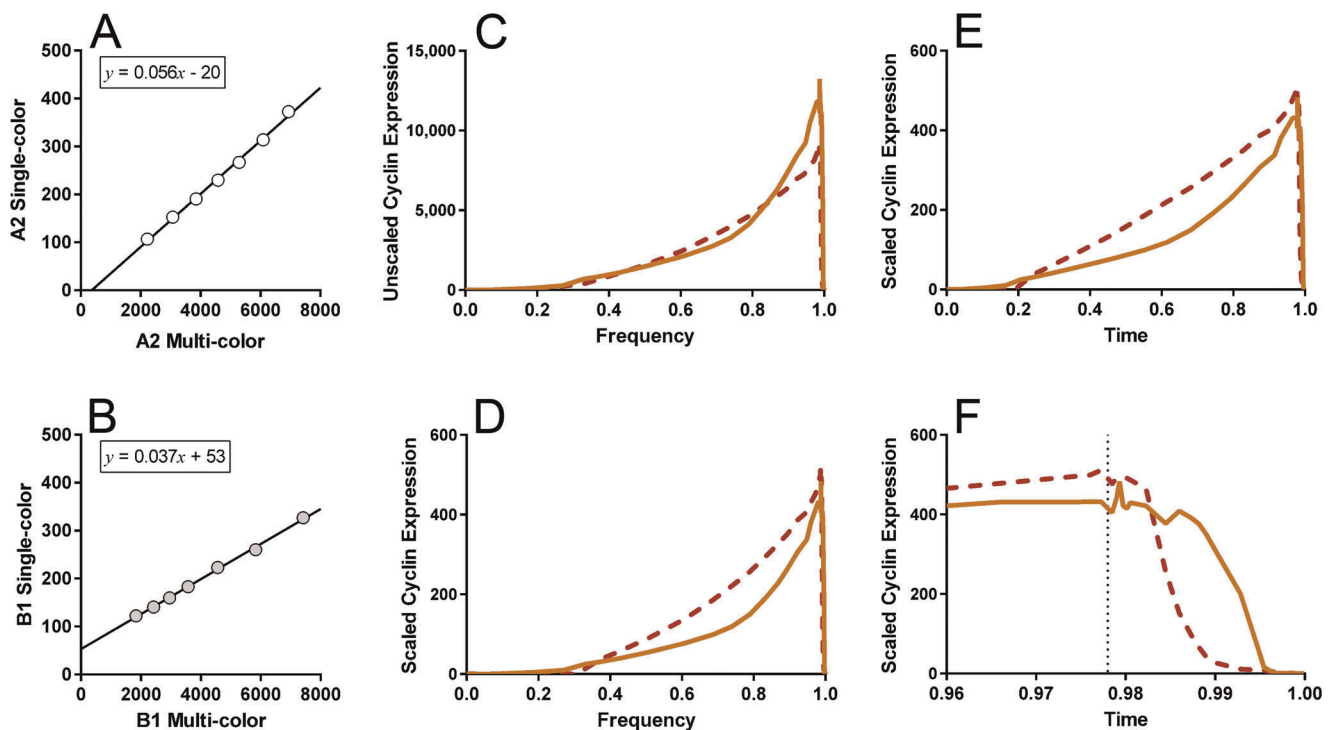 A
500
400
300
200
100
0
A2 Single-color
y = 0.056x - 20
0 2000 4000 6000 8000
A2 Multi-color
B
500
400
300
200
100
0
B1 Single-color
y = 0.037x + 53
0 2000 4000 6000 8000
B1 Multi-color
C
15,000
10,000
5,000
0
Unscaled Cyclin Expression
0.0 0.2 0.4 0.6 0.8 1.0
Frequency
D
600
400
200
0
Scaled Cyclin Expression
0.0 0.2 0.4 0.6 0.8 1.0
Frequency
E
600
400
200
0
Scaled Cyclin Expression
0.0 0.2 0.4 0.6 0.8 1.0
Time
F
600
400
200
0
Scaled Cyclin Expression
0.96 0.97 0.98 0.99 1.00
Time